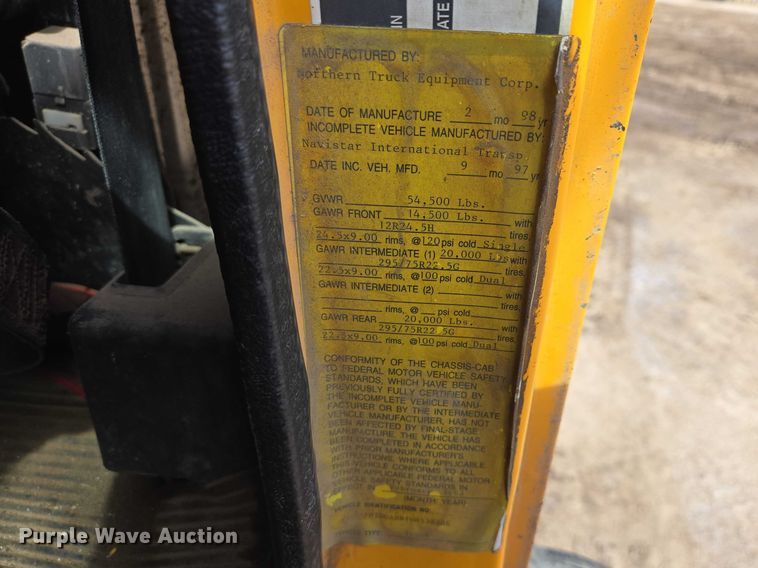 IN
ATE
MANUFACTURED BY:
Northern Truck Equipment Corp.
DATE OF MANUFACTURE 2 mo 98 yr
INCOMPLETE VEHICLE MANUFACTURED BY:
Navistar International Transp.
DATE INC. VEH. MFD. 9 mo 97 yr
GVWR 54,500 Lbs.
GAWR FRONT 14,500 Lbs. with
12R24.5H tires,
24.5x9.00 rims, @120 psi cold Single
GAWR INTERMEDIATE (1) 20,000 Lbs with
295/75R22.5G tires,
22.5x9.00 rims, @100 psi cold Dual
GAWR INTERMEDIATE (2) with
tires,
rims, @ psi cold
GAWR REAR 20,000 Lbs. with
295/75R22.5G tires,
22.5x9.00 rims, @100 psi cold Dual
CONFORMITY OF THE CHASSIS-CAB
TO FEDERAL MOTOR VEHICLE SAFETY
STANDARDS, WHICH HAVE BEEN
PREVIOUSLY FULLY CERTIFIED BY
THE INCOMPLETE VEHICLE MANU-
FACTURER OR BY THE INTERMEDIATE
VEHICLE MANUFACTURER, HAS NOT
BEEN AFFECTED BY FINAL-STAGE
MANUFACTURE. THE VEHICLE HAS
BEEN COMPLETED IN ACCORDANCE
WITH PRIOR MANUFACTURER'S
INSTRUCTIONS, WHERE APPLICABLE.
THIS VEHICLE CONFORMS TO ALL
OTHER APPLICABLE FEDERAL MOTOR
VEHICLE SAFETY STANDARDS IN
EFFECT IN
(MONTH, YEAR)
VEHICLE IDENTIFICATION NO.
VEHICLE TYPE
Purple Wave Auction